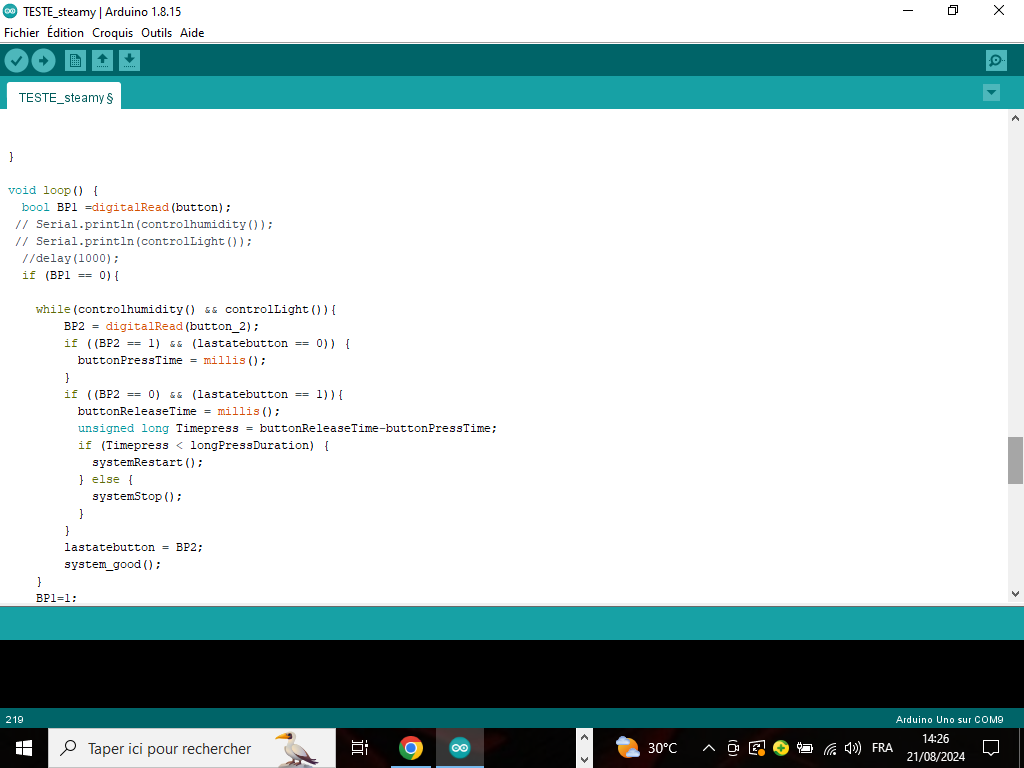 TESTE_steamy | Arduino 1.8.15
Fichier Édition Croquis Outils Aide
TESTE_steamy §
}
void loop() {
bool BP1 =digitalRead(button);
// Serial.println(controlhumidity());
// Serial.println(controlLight());
//delay(1000);
if (BP1 == 0){
while(controlhumidity() && controlLight()){
BP2 = digitalRead(button_2);
if ((BP2 == 1) && (lastatebutton == 0)) {
buttonPressTime = millis();
}
if ((BP2 == 0) && (lastatebutton == 1)){
buttonReleaseTime = millis();
unsigned long Timepress = buttonReleaseTime-buttonPressTime;
if (Timepress < longPressDuration) {
systemRestart();
} else {
systemStop();
}
}
lastatebutton = BP2;
system_good();
}
BP1=1;
219
Arduino Uno sur COM9
Taper ici pour rechercher
30°C
FRA
14:26
21/08/2024